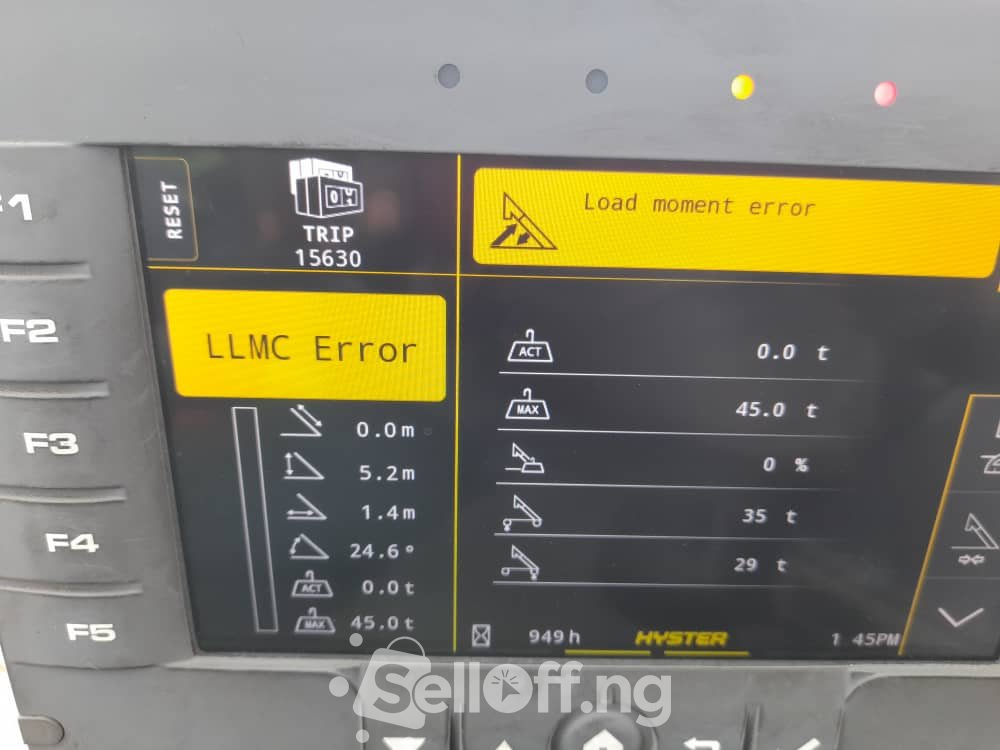 F1
F2
F3
F4
F5
RESET
04
TRIP
15630
Load moment error
LLMC Error
0.0m
5.2m
1.4m
24.6°
ACT 0.0t
MAX 45.0t
ACT 0.0 t
MAX 45.0 t
0 %
35 t
29 t
949h
HYSTER
1 45PM
SellOff.ng